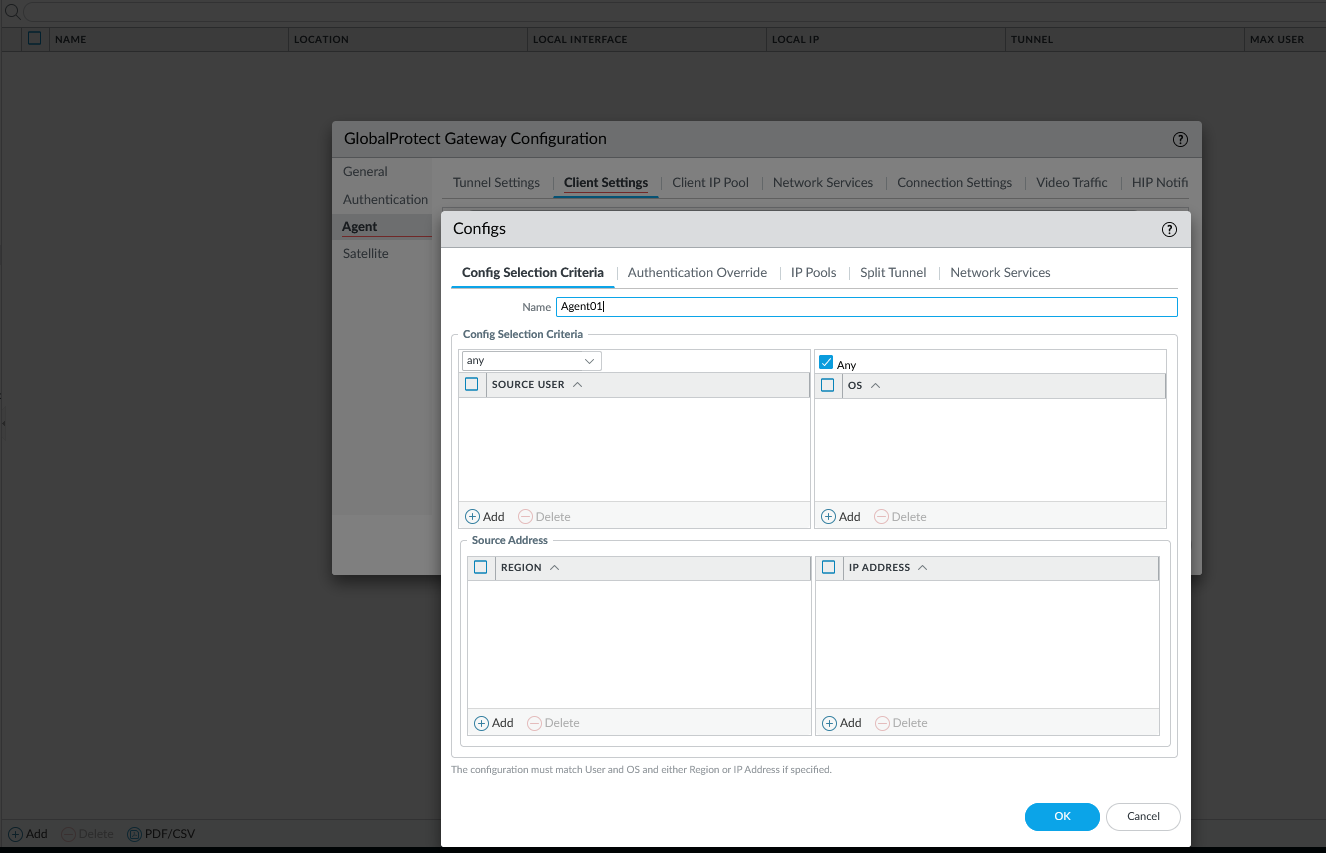 NAME LOCATION LOCAL INTERFACE LOCAL IP TUNNEL MAX USER
GlobalProtect Gateway Configuration
General
Authentication
Agent
Satellite
Tunnel Settings Client Settings Client IP Pool Network Services Connection Settings Video Traffic HIP Notifi
Configs
Config Selection Criteria Authentication Override IP Pools Split Tunnel Network Services
Name Agent01
Config Selection Criteria
any
Any
SOURCE USER
OS
Add Delete
Add Delete
Source Address
REGION
IP ADDRESS
Add Delete
Add Delete
The configuration must match User and OS and either Region or IP Address if specified.
OK Cancel
Add Delete PDF/CSV